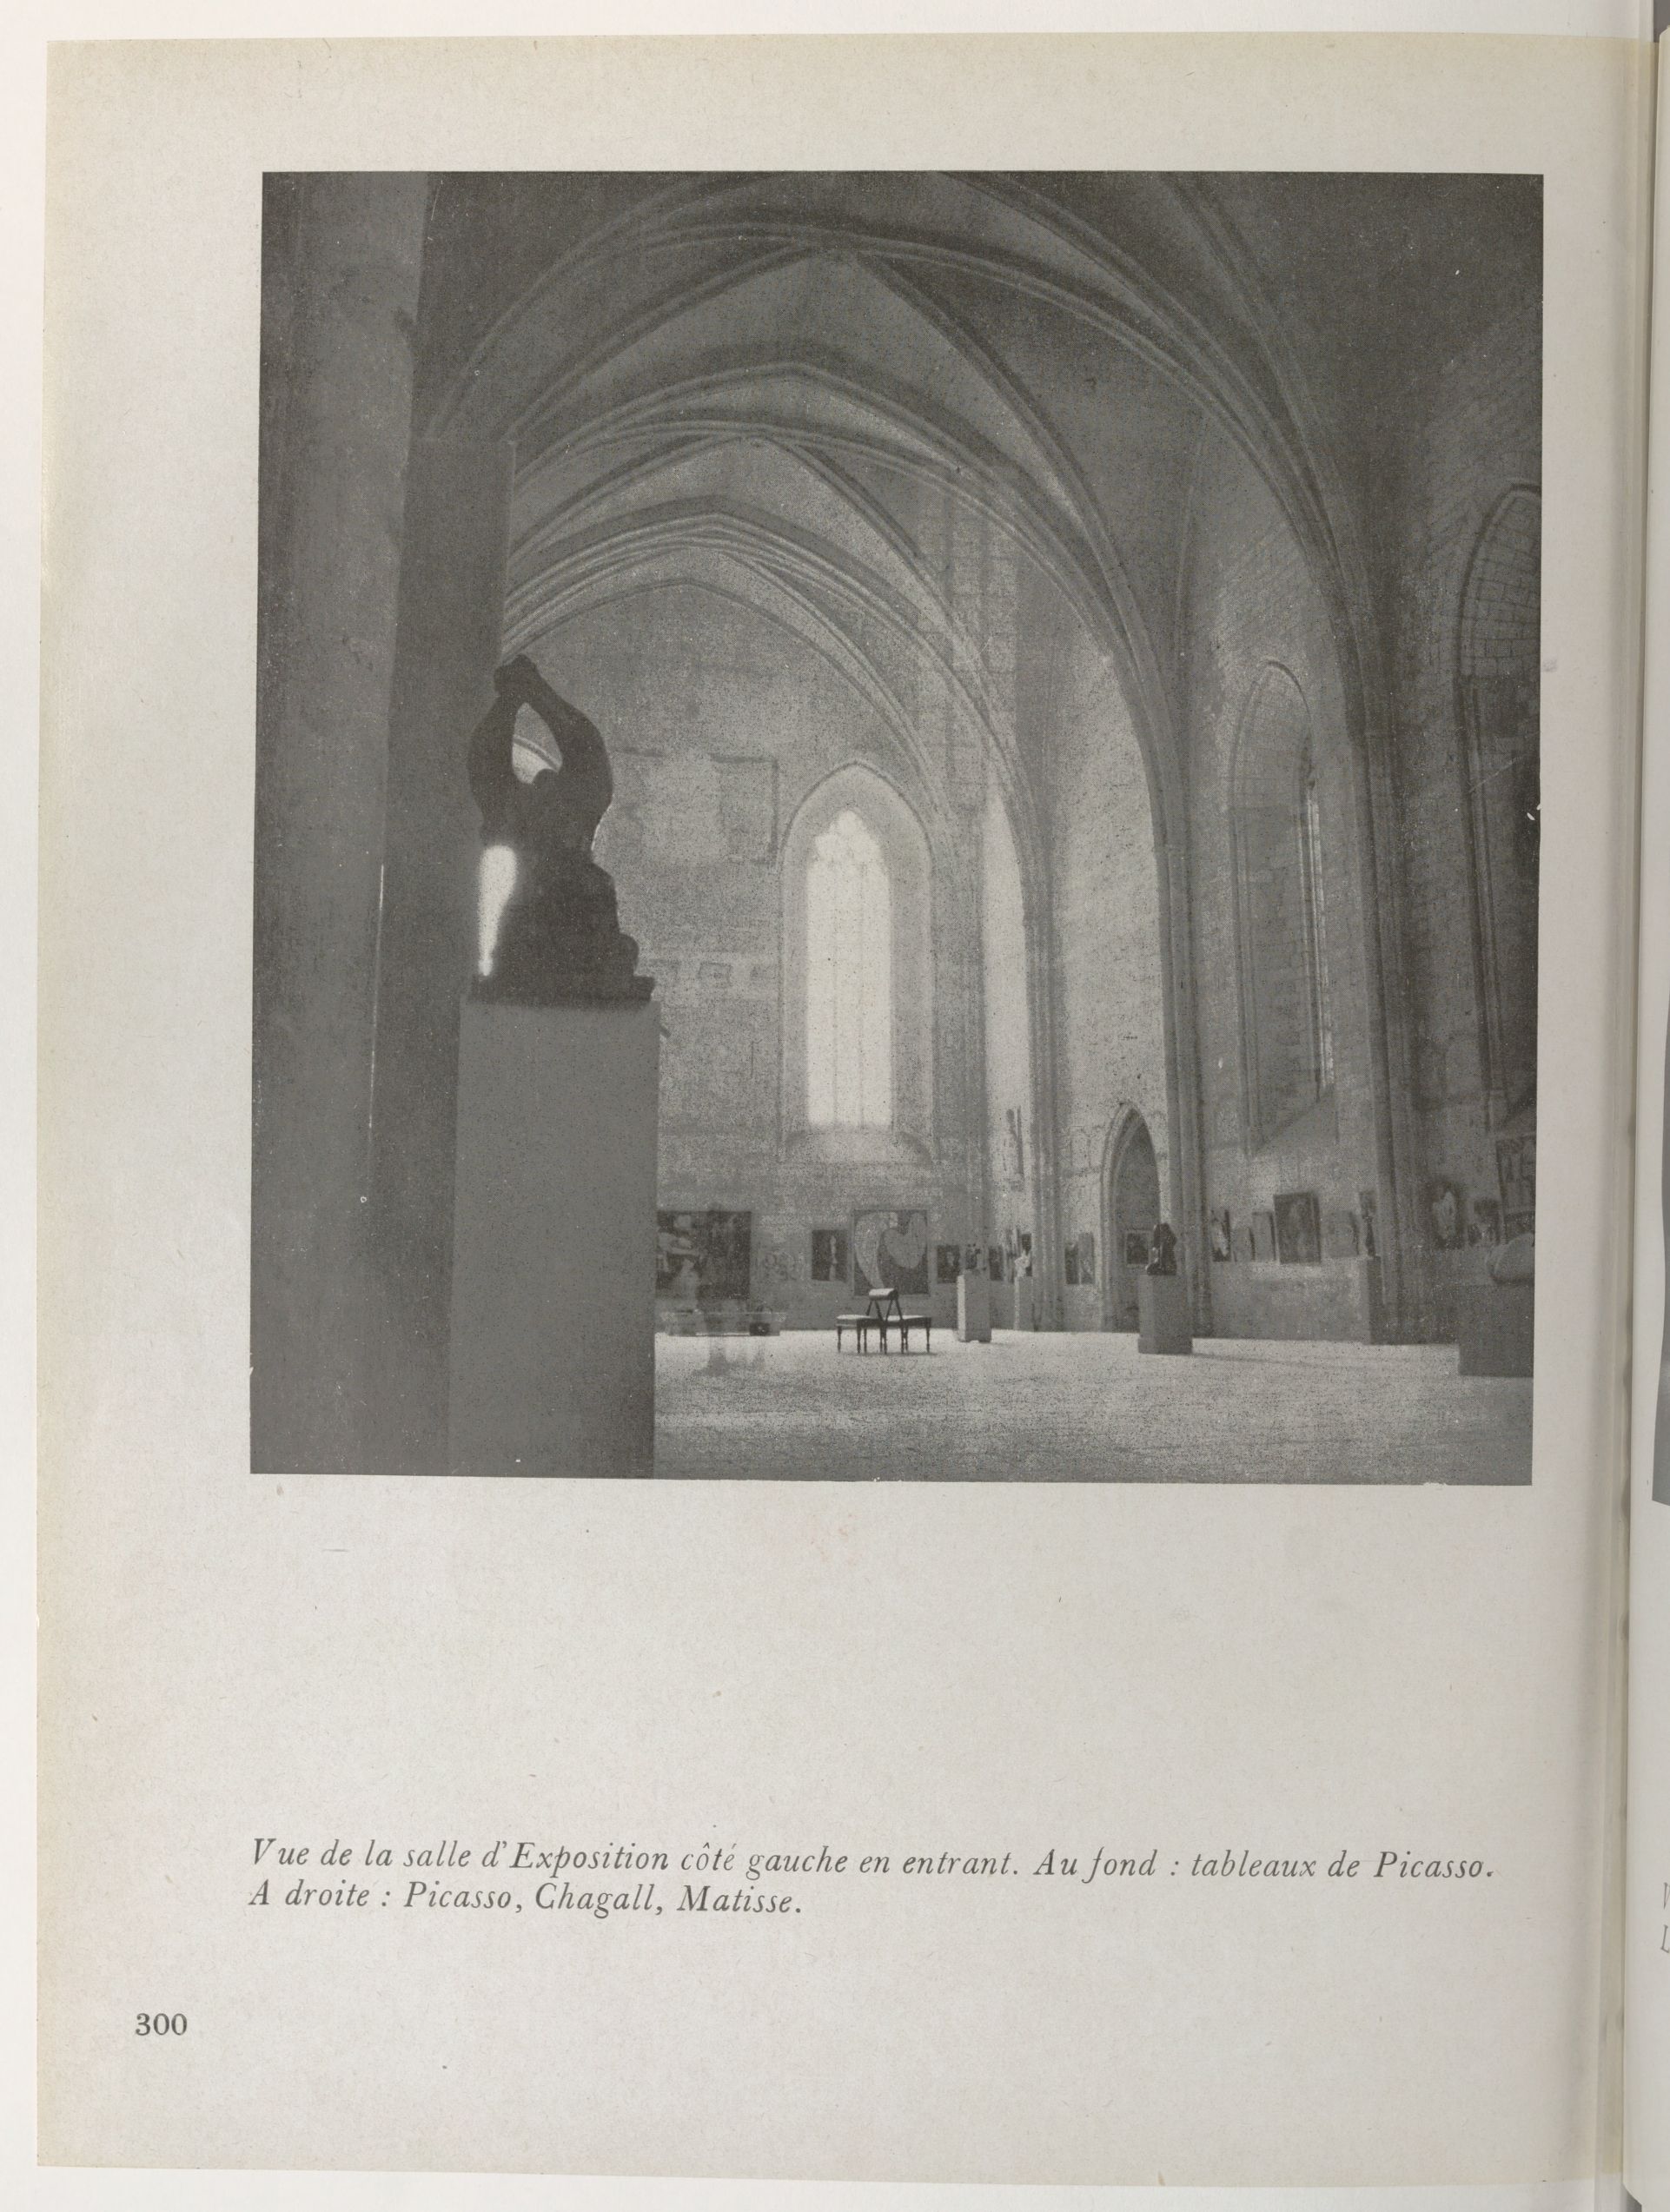 Vue de la salle d'Exposition côté gauche en entrant. Au fond : tableaux de Picasso.
A droite : Picasso, Chagall, Matisse.
300